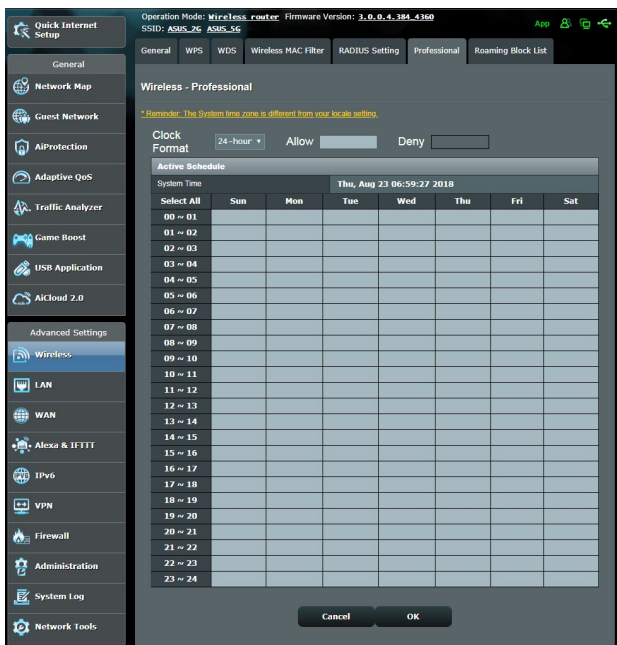 Quick Internet
Setup
General
Network Map
Guest Network
AiProtection
Adaptive QoS
Traffic Analyzer
Game Boost
USB Application
AiCloud 2.0
Advanced Settings
Wireless
LAN
WAN
Alexa & IFTTT
IPv6
VPN
Firewall
Administration
System Log
Network Tools
Operation Mode: Wireless router Firmware Version: 3.0.0.4.384_4360
SSID: ASUS_2G ASUS_5G
App
General WPS WDS Wireless MAC Filter RADIUS Setting Professional Roaming Block List
Wireless - Professional
* Reminder: The System time zone is different from your locale setting.
Clock
Format
24-hour Allow Deny
Active Schedule
System Time Thu, Aug 23 06:59:27 2018
Select All Sun Mon Tue Wed Thu Fri Sat
00 ~ 01
01 ~ 02
02 ~ 03
03 ~ 04
04 ~ 05
05 ~ 06
06 ~ 07
07 ~ 08
08 ~ 09
09 ~ 10
10 ~ 11
11 ~ 12
12 ~ 13
13 ~ 14
14 ~ 15
15 ~ 16
16 ~ 17
17 ~ 18
18 ~ 19
19 ~ 20
20 ~ 21
21 ~ 22
22 ~ 23
23 ~ 24
Cancel OK